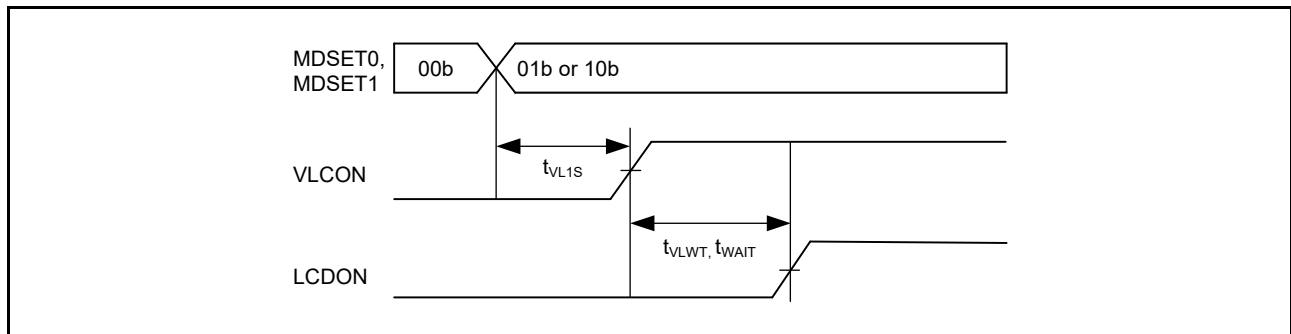 MDSET0,
MDSET1
00b
01b or 10b
tVL1S
VLCON
tVLWT, tWAIT
LCDON